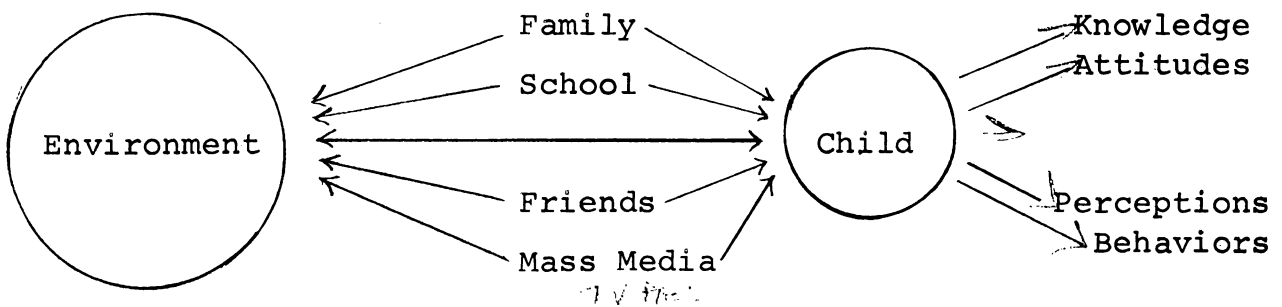 Family
School
Environment
Child
Friends
Mass Media
Knowledge
Attitudes
Perceptions
Behaviors